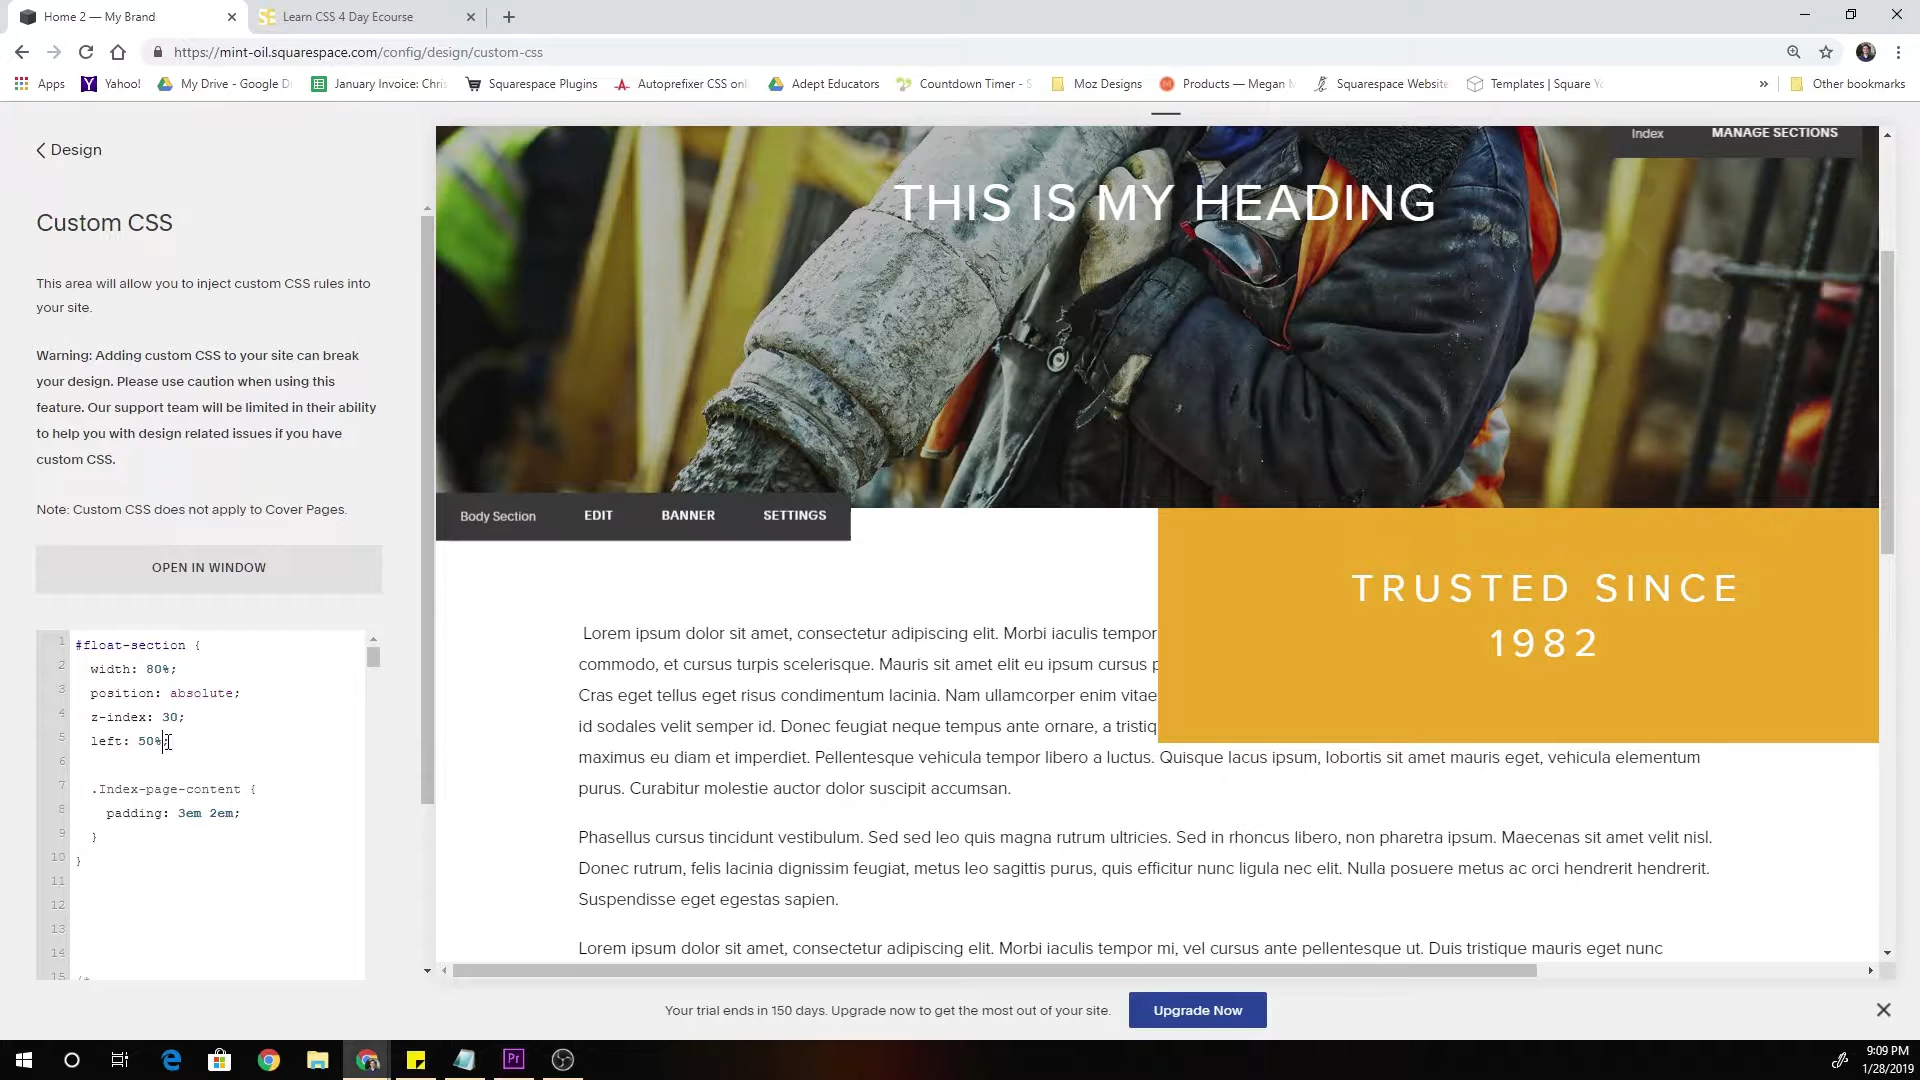 Home 2 — My Brand
Learn CSS 4 Day Ecourse
https://mint-oil.squarespace.com/config/design/custom-css
Apps
Yahoo!
My Drive - Google D
January Invoice: Chris
Squarespace Plugins
Autoprefixer CSS onl
Adept Educators
Countdown Timer - S
Moz Designs
Products — Megan M
Squarespace Website
Templates | Square Yo
»
Other bookmarks
Design
Custom CSS
This area will allow you to inject custom CSS rules into
your site.
Warning: Adding custom CSS to your site can break
your design. Please use caution when using this
feature. Our support team will be limited in their ability
to help you with design related issues if you have
custom CSS.
Note: Custom CSS does not apply to Cover Pages.
OPEN IN WINDOW
1 #float-section {
2 width: 80%;
3 position: absolute;
4 z-index: 30;
5 left: 50%;
6
7 .Index-page-content {
8 padding: 3em 2em;
9 }
10 }
11
12
13
14
15 /*
Index
MANAGE SECTIONS
THIS IS MY HEADING
Body Section
EDIT
BANNER
SETTINGS
TRUSTED SINCE
1982
Lorem ipsum dolor sit amet, consectetur adipiscing elit. Morbi iaculis tempor
commodo, et cursus turpis scelerisque. Mauris sit amet elit eu ipsum cursus p
Cras eget tellus eget risus condimentum lacinia. Nam ullamcorper enim vitae
id sodales velit semper id. Donec feugiat neque tempus ante ornare, a tristiq
maximus eu diam et imperdiet. Pellentesque vehicula tempor libero a luctus. Quisque lacus ipsum, lobortis sit amet mauris eget, vehicula elementum
purus. Curabitur molestie auctor dolor suscipit accumsan.
Phasellus cursus tincidunt vestibulum. Sed sed leo quis magna rutrum ultricies. Sed in rhoncus libero, non pharetra ipsum. Maecenas sit amet velit nisl.
Donec rutrum, felis lacinia dignissim feugiat, metus leo sagittis purus, quis efficitur nunc ligula nec elit. Nulla posuere metus ac orci hendrerit hendrerit.
Suspendisse eget egestas sapien.
Lorem ipsum dolor sit amet, consectetur adipiscing elit. Morbi iaculis tempor mi, vel cursus ante pellentesque ut. Duis tristique mauris eget nunc
Your trial ends in 150 days. Upgrade now to get the most out of your site.
Upgrade Now
Pr
9:09 PM
1/28/2019